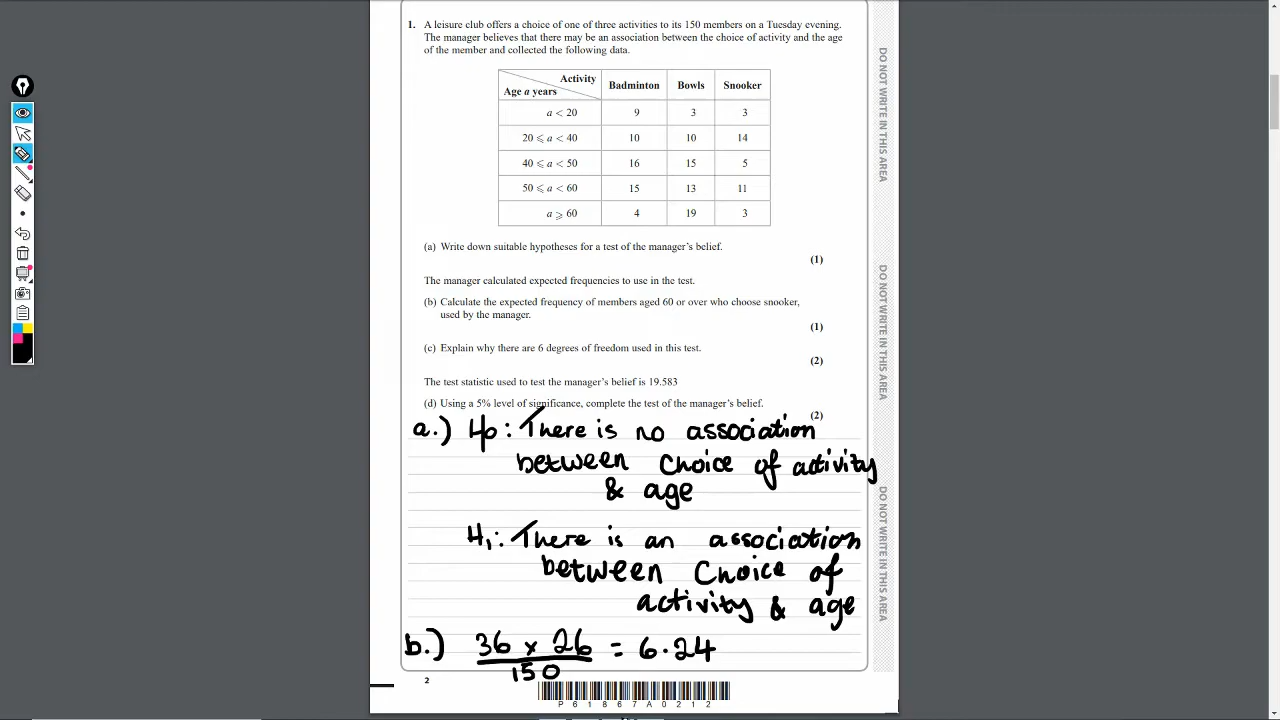 1. A leisure club offers a choice of one of three activities to its 150 members on a Tuesday evening.
The manager believes that there may be an association between the choice of activity and the age
of the member and collected the following data.
Activity
Age a years
Badminton Bowls Snooker
a < 20 9 3 3
20 ⩽ a < 40 10 10 14
40 ⩽ a < 50 16 15 5
50 ⩽ a < 60 15 13 11
a ⩾ 60 4 19 3
(a) Write down suitable hypotheses for a test of the manager's belief.
(1)
The manager calculated expected frequencies to use in the test.
(b) Calculate the expected frequency of members aged 60 or over who choose snooker,
used by the manager.
(1)
(c) Explain why there are 6 degrees of freedom used in this test.
(2)
The test statistic used to test the manager's belief is 19.583
(d) Using a 5% level of significance, complete the test of the manager's belief.
(2)
a.) H0 : There is no association
between choice of activity
& age
H1 : There is an association
between Choice of
activity & age
b.) 36 x 26 = 6.24
150
2
P 6 1 8 6 7 A 0 2 1 2
DO NOT WRITE IN THIS AREA
DO NOT WRITE IN THIS AREA
DO NOT WRITE IN THIS AREA